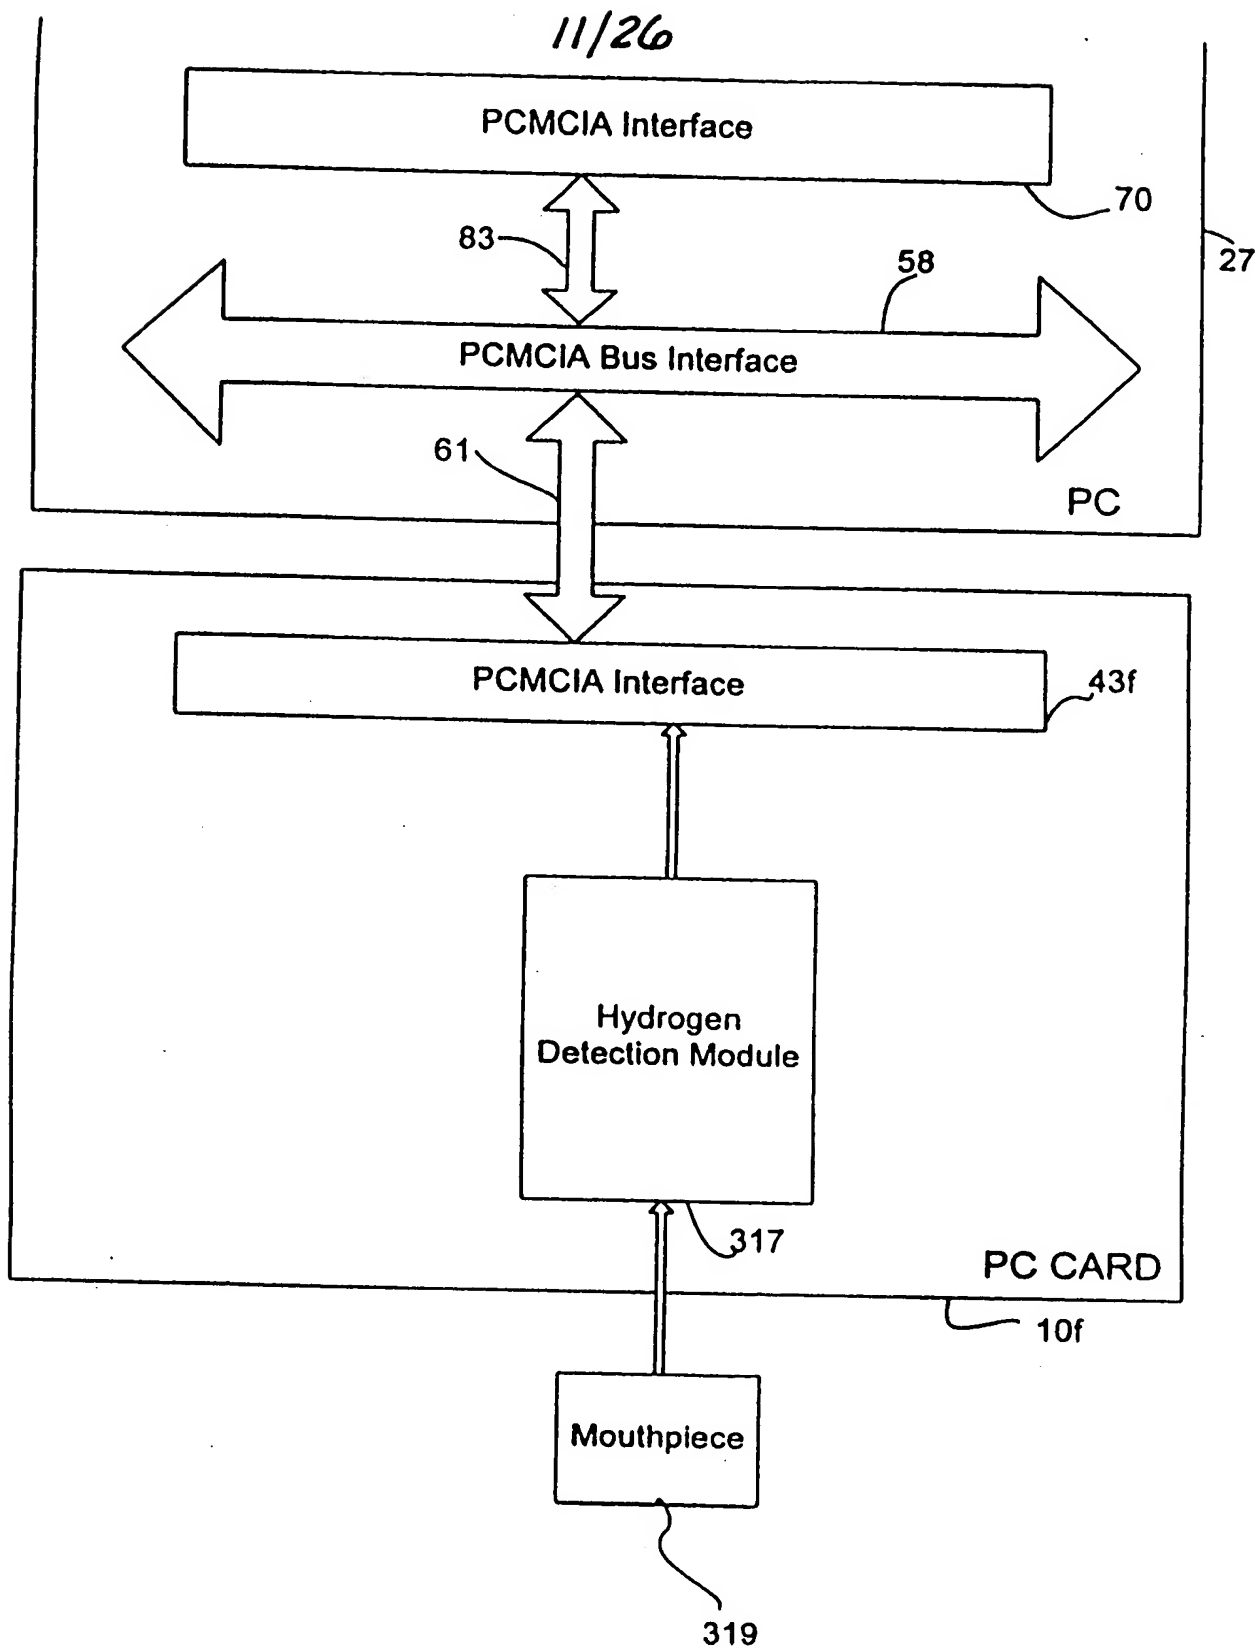 11/26
PCMCIA Interface
70
83
27
58
PCMCIA Bus Interface
61
PC
PCMCIA Interface
43f
Hydrogen
Detection Module
317
PC CARD
10f
Mouthpiece
319